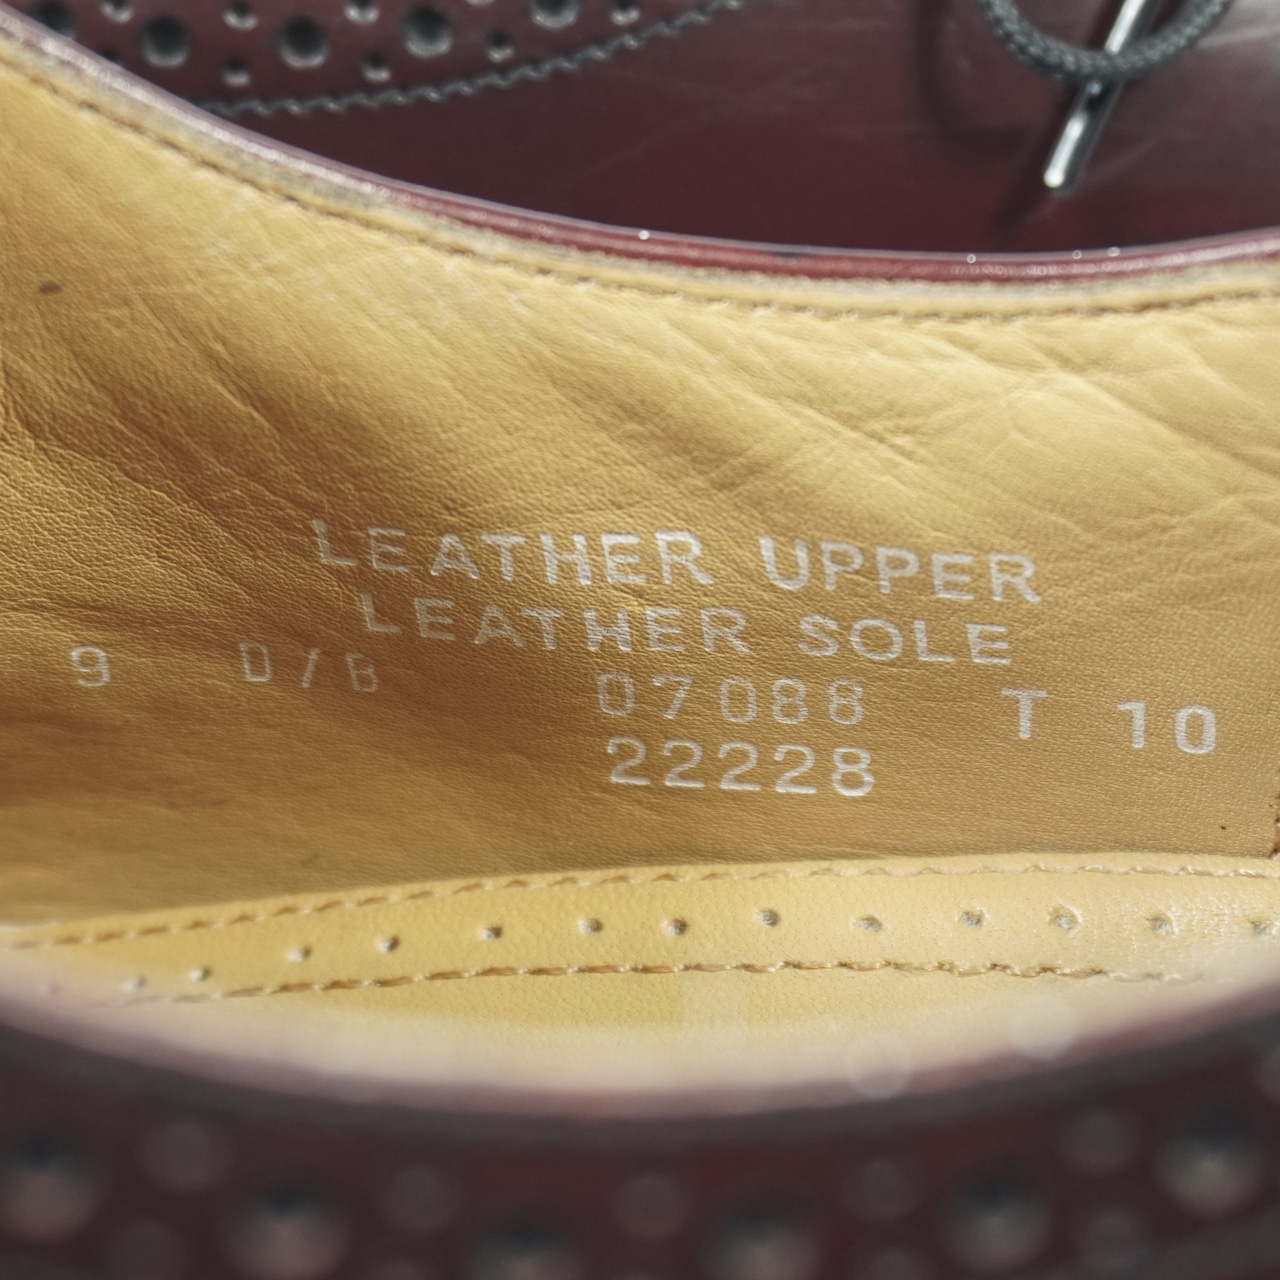 LEATHER UPPER
LEATHER SOLE
9 D/B 07088 T 10
22228